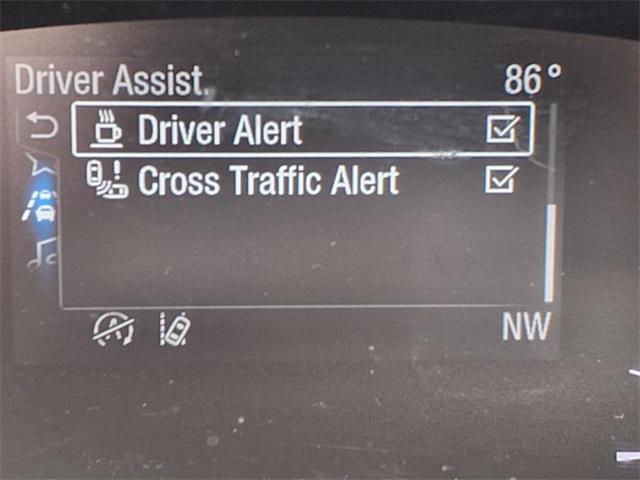 Driver Assist.
86°
Driver Alert
Cross Traffic Alert
NW